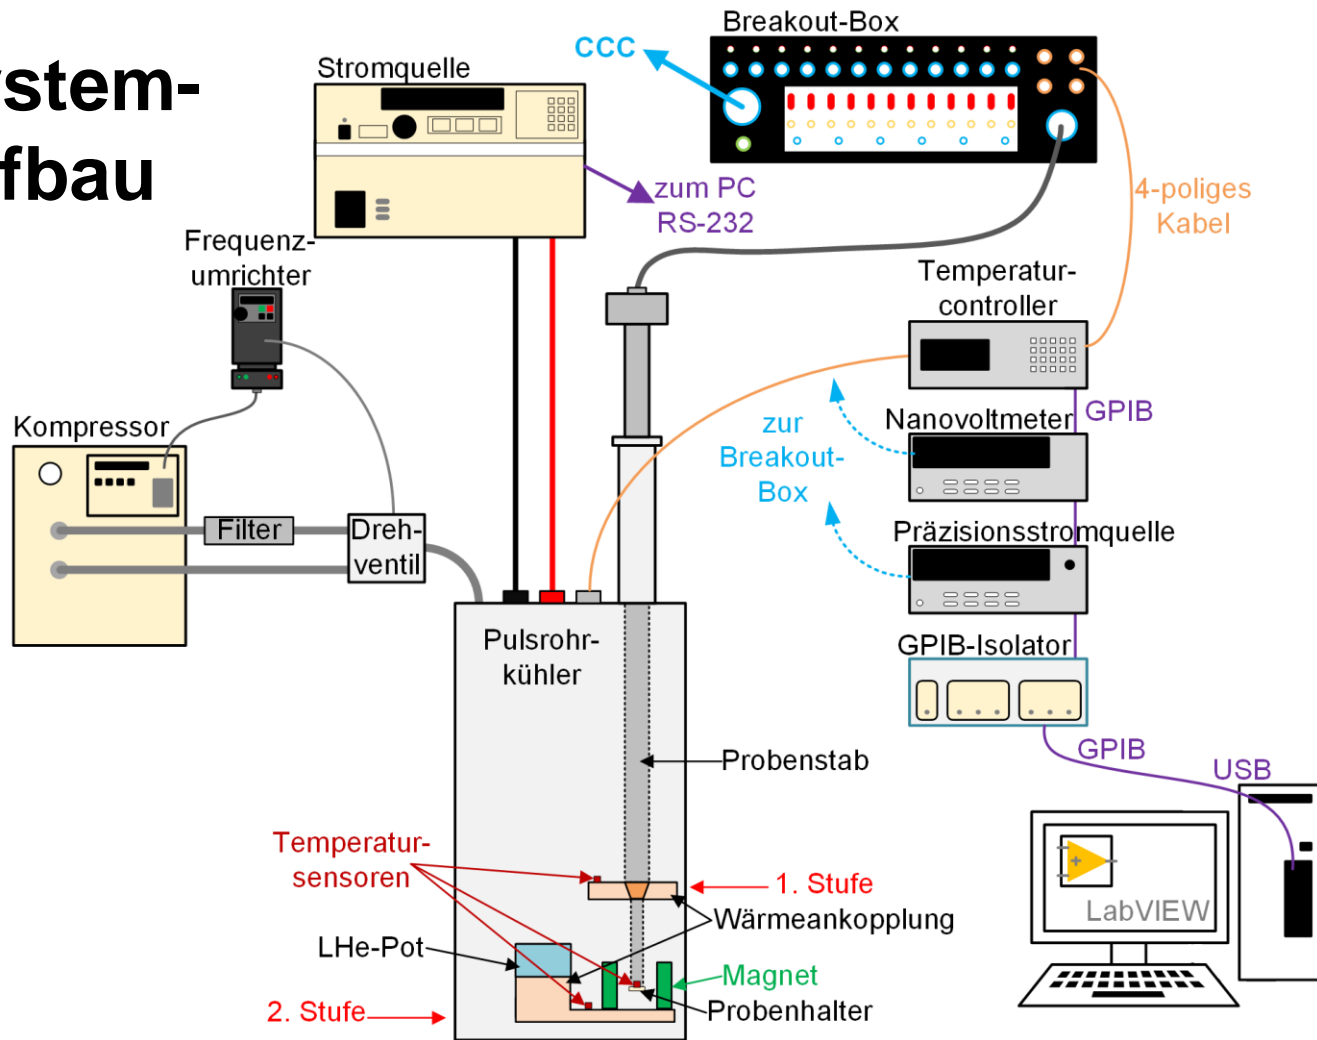 ystem-
fbau
Breakout-Box
CCC
Stromquelle
zum PC
RS-232
4-poliges
Kabel
Frequenz-
umrichter
Temperatur-
controller
GPIB
Kompressor
Nanovoltmeter
zur
Breakout-
Box
Filter
Dreh-
ventil
Präzisionsstromquelle
Pulsrohr-
kühler
GPIB-Isolator
GPIB
USB
Probenstab
Temperatur-
sensoren
1. Stufe
Wärmeankopplung
LHe-Pot
LabVIEW
Magnet
2. Stufe
Probenhalter